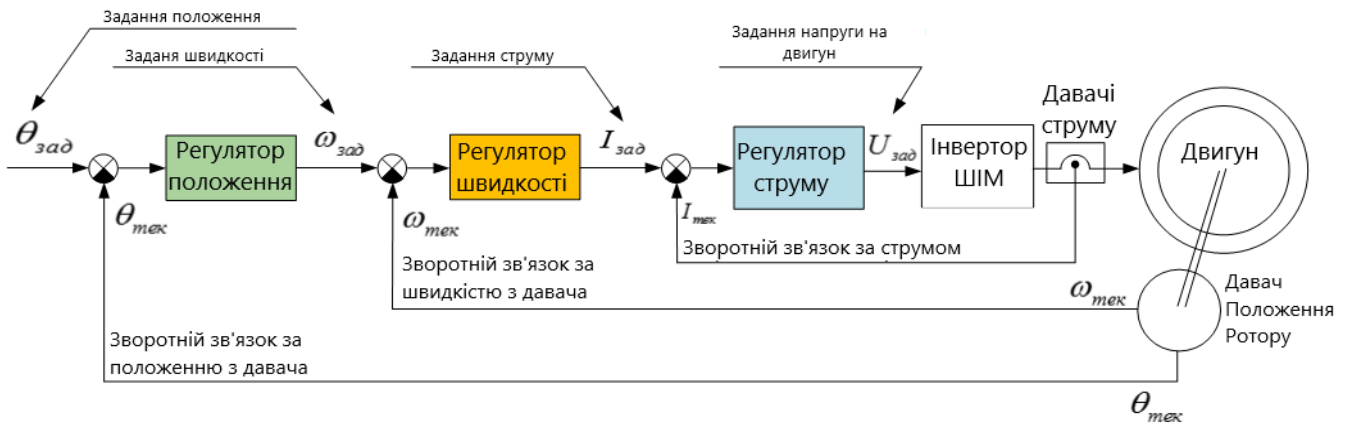 Задання положення
Заданя швидкості
Задання струму
Задання напруги на
двигун
θзад
Регулятор
положення
ωзад
Регулятор
швидкості
Iзад
Регулятор
струму
Uзад
Інвертор
ШІМ
Давачі
струму
Двигун
θтек
ωтек
Iтек
Зворотній зв'язок за струмом
Зворотній зв'язок за
швидкістю з давача
ωтек
Давач
Положення
Ротору
Зворотній зв'язок за
положенню з давача
θтек